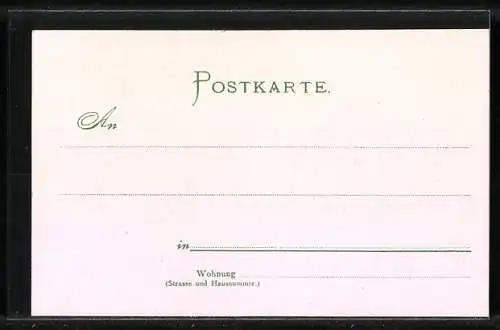 POSTKARTE.
An
in
Wohnung
(Strasse und Hausnummer.)